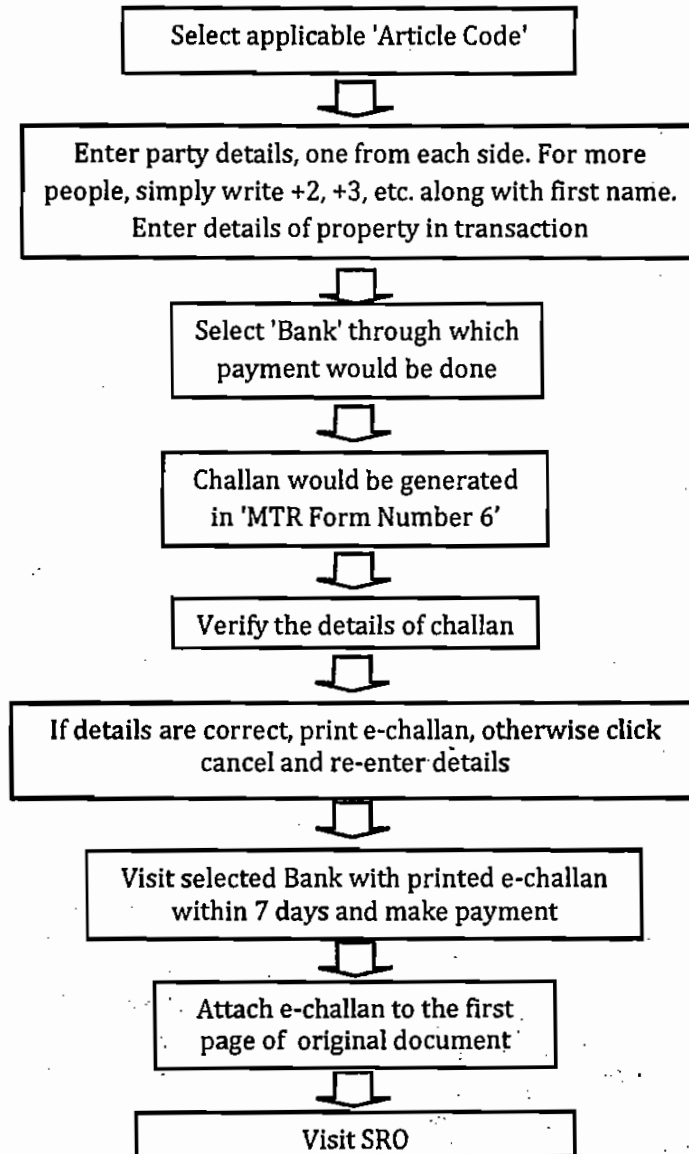 Select applicable 'Article Code'
Enter party details, one from each side. For more
people, simply write +2, +3, etc. along with first name.
Enter details of property in transaction
Select 'Bank' through which
payment would be done
Challan would be generated
in 'MTR Form Number 6'
Verify the details of challan
If details are correct, print e-challan, otherwise click
cancel and re-enter details
Visit selected Bank with printed e-challan
within 7 days and make payment
Attach e-challan to the first
page of original document
Visit SRO